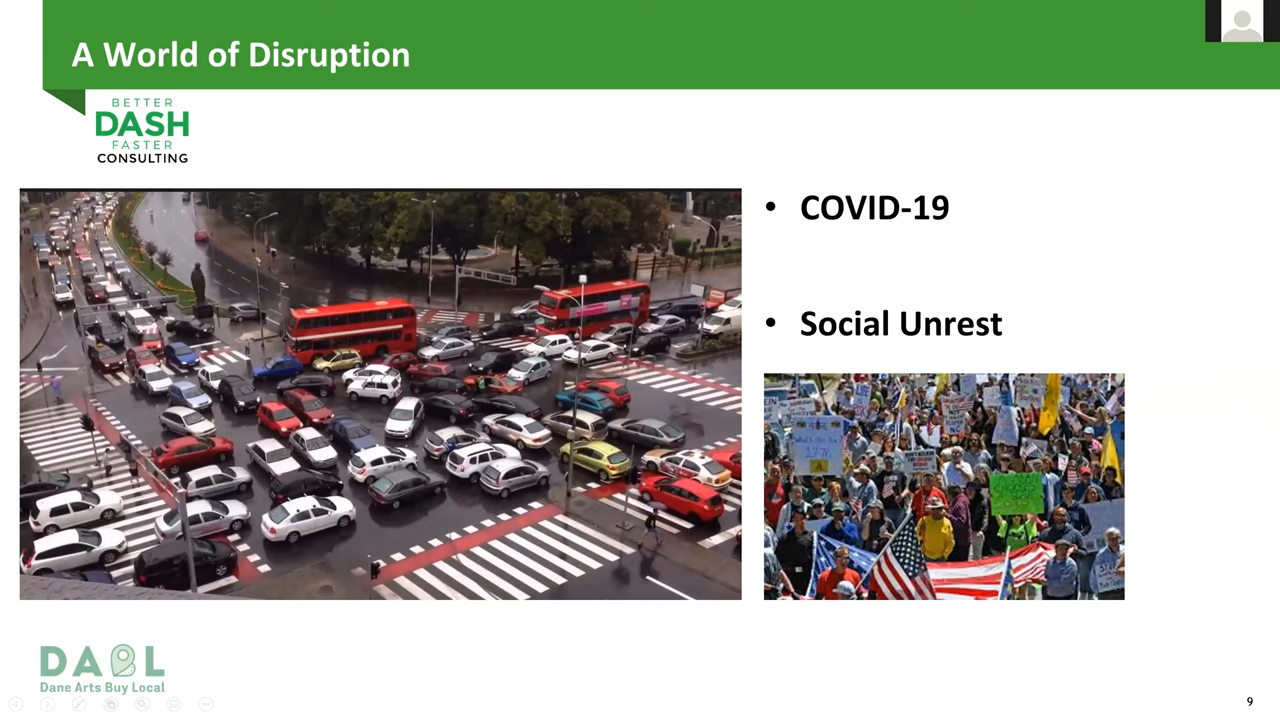 A World of Disruption
BETTER
DASH
FASTER
CONSULTING
• COVID-19
• Social Unrest
DABL
Dane Arts Buy Local
9